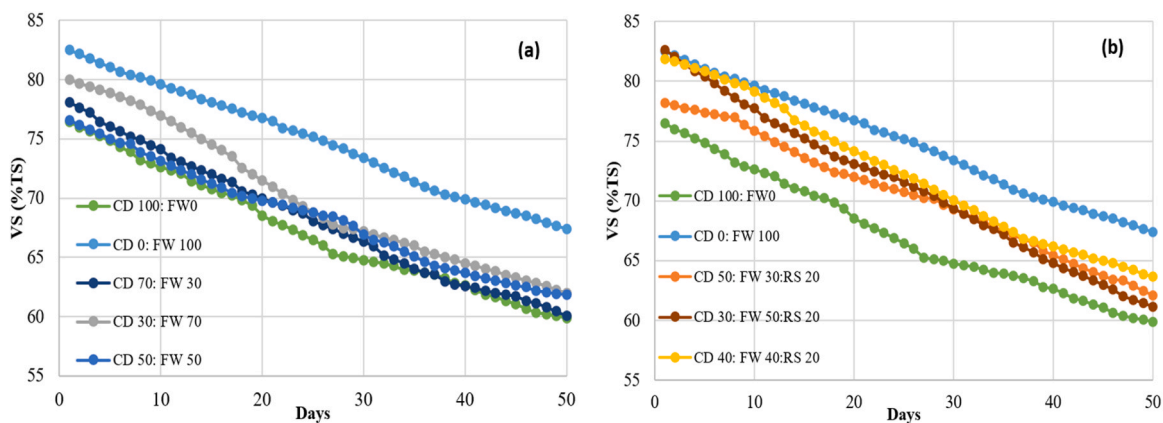 (a)
VS (%TS)
85
80
75
70
65
60
55
CD 100: FW0
CD 0: FW 100
CD 70: FW 30
CD 30: FW 70
CD 50: FW 50
0 10 20 30 40 50
Days
(b)
VS (%TS)
85
80
75
70
65
60
55
CD 100: FW0
CD 0: FW 100
CD 50: FW 30:RS 20
CD 30: FW 50:RS 20
CD 40: FW 40:RS 20
0 10 20 30 40 50
Days